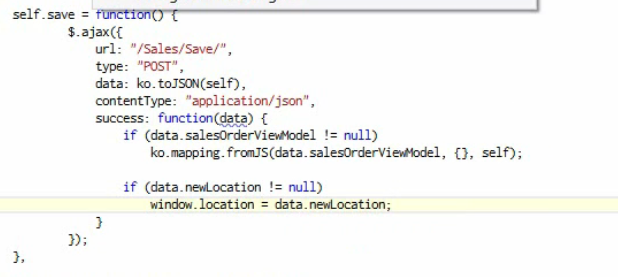 self.save = function() {
$.ajax({
url: "/Sales/Save/",
type: "POST",
data: ko.toJSON(self),
contentType: "application/json",
success: function(data) {
if (data.salesOrderViewModel != null)
ko.mapping.fromJS(data.salesOrderViewModel, {}, self);
if (data.newLocation != null)
window.location = data.newLocation;
}
});
},